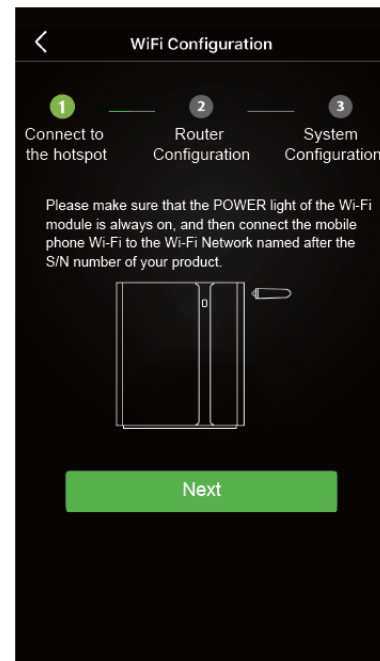 WiFi Configuration
1 2 3
Connect to the hotspot
Router Configuration
System Configuration
Please make sure that the POWER light of the Wi-Fi
module is always on, and then connect the mobile
phone Wi-Fi to the Wi-Fi Network named after the
S/N number of your product.
Next